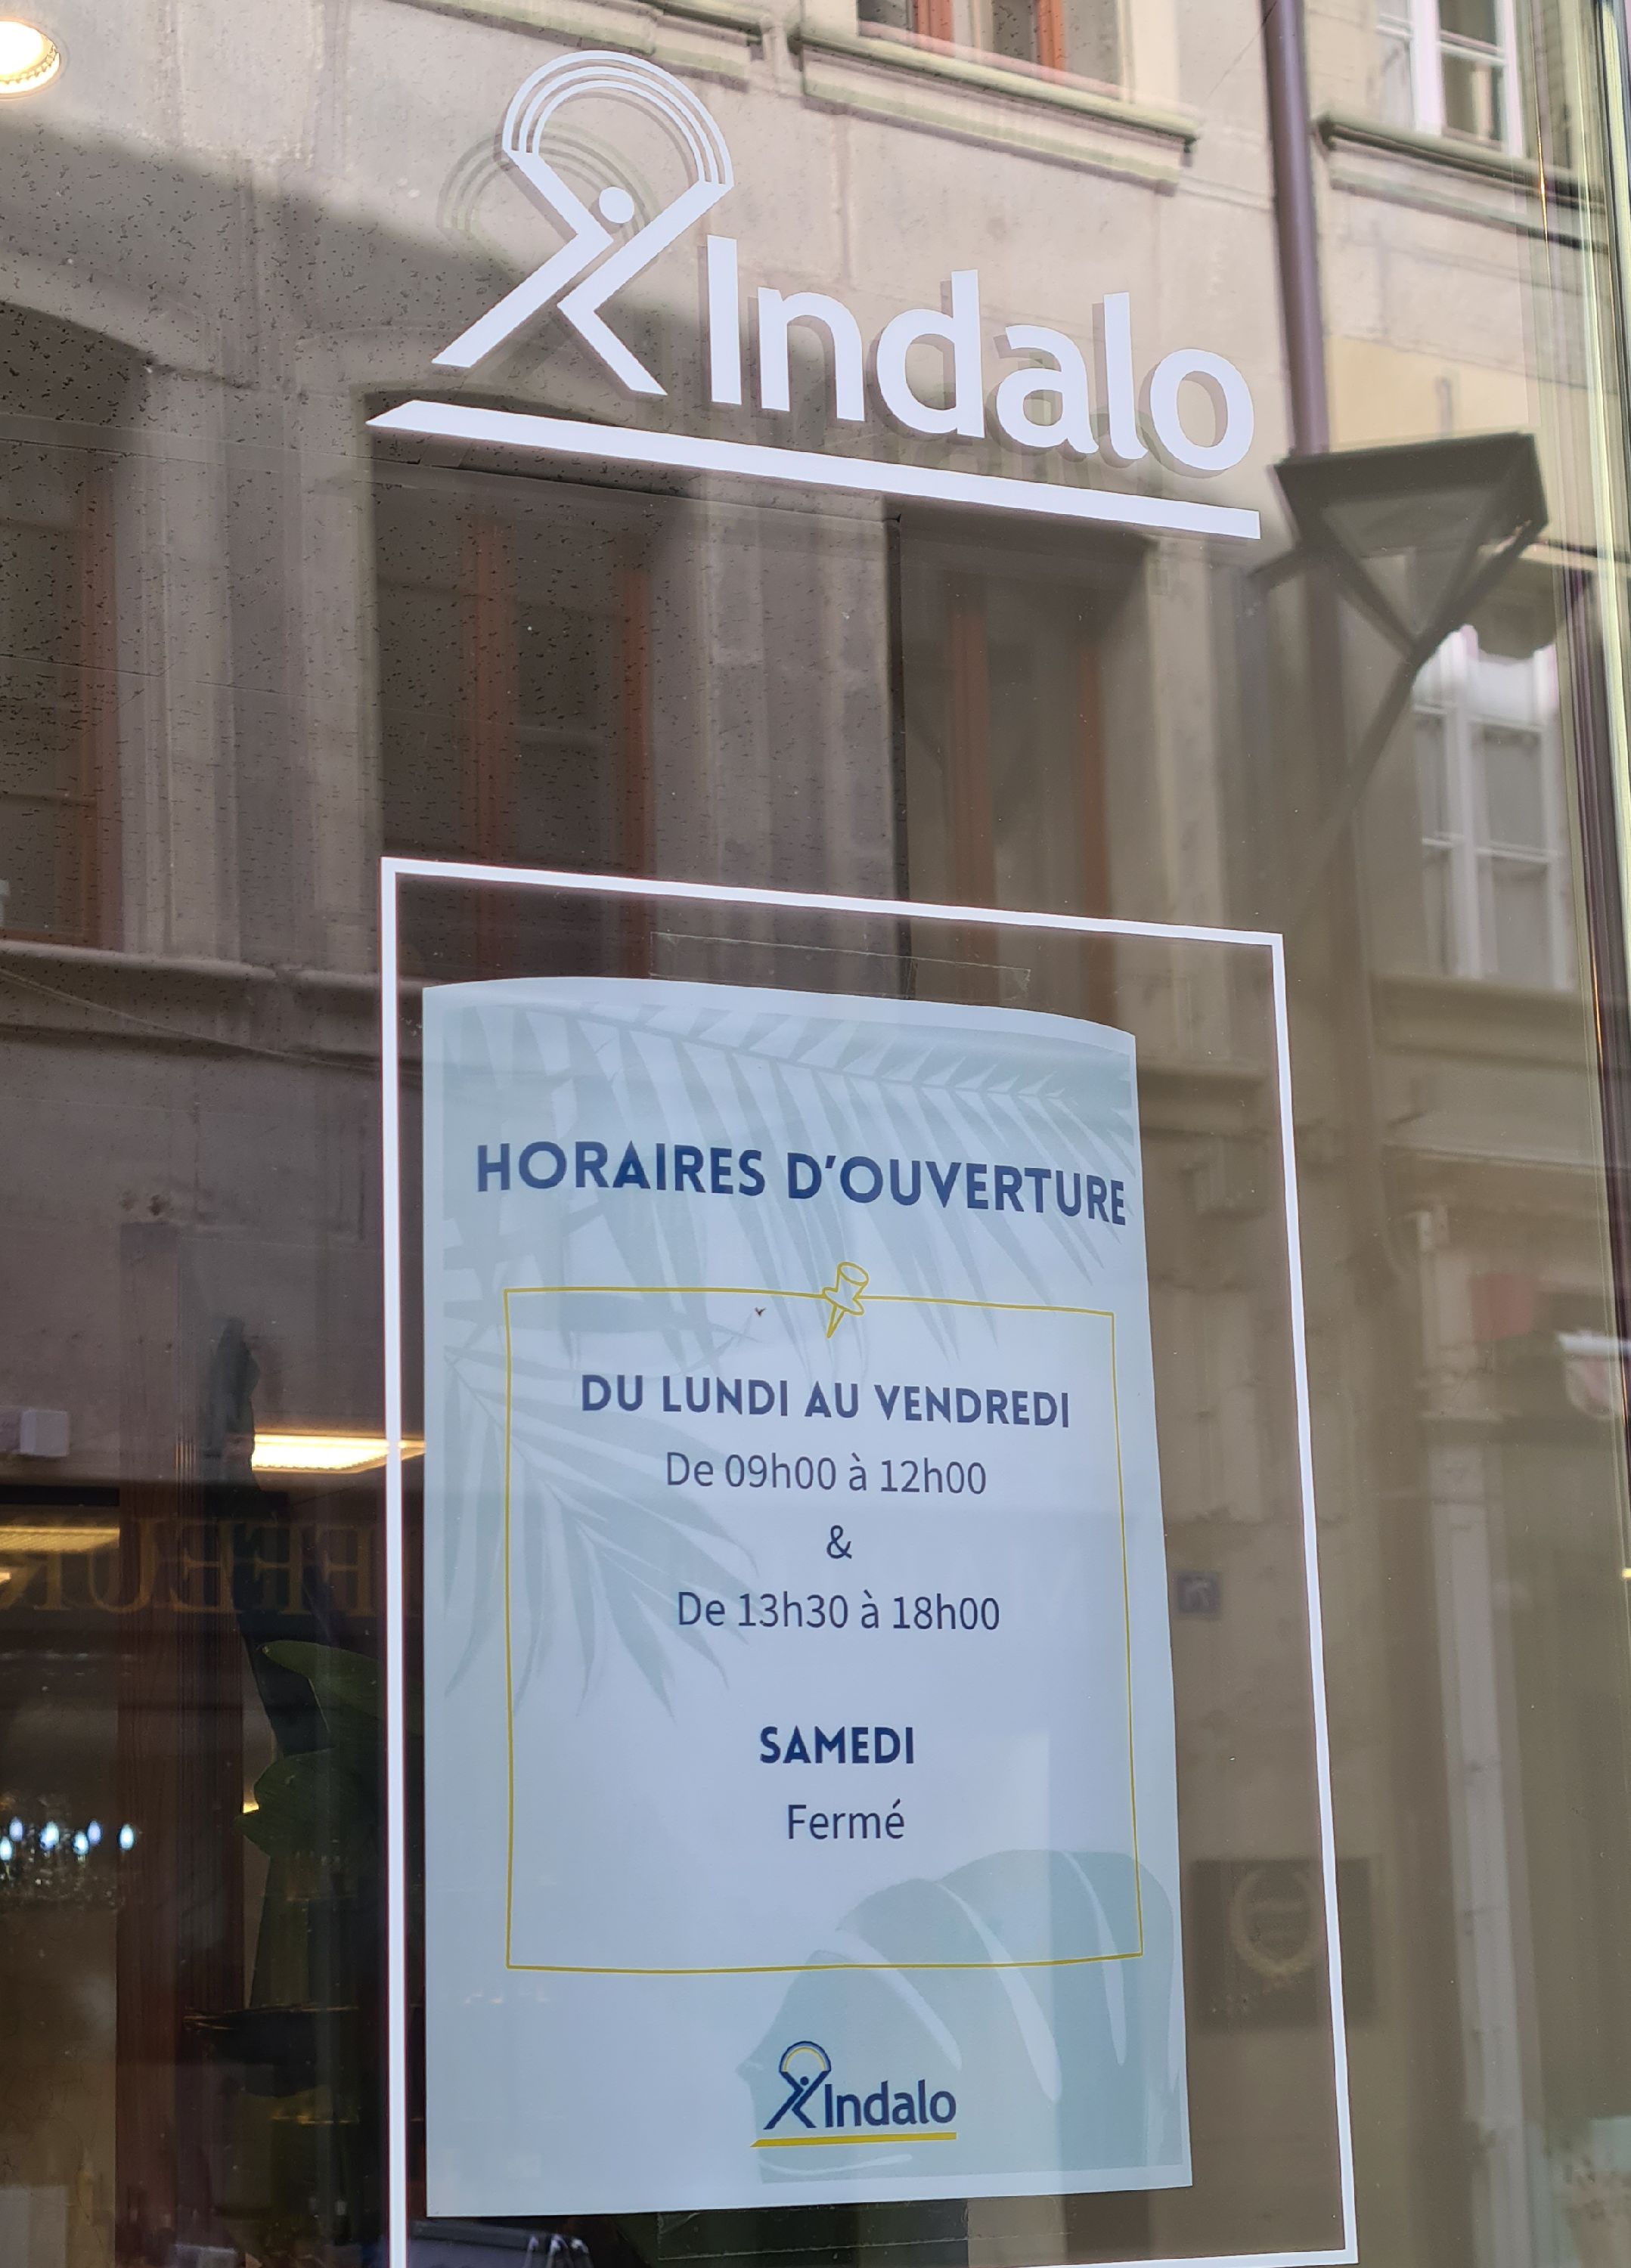 Indalo
HORAIRES D'OUVERTURE
DU LUNDI AU VENDREDI
De 09h00 à 12h00
&
De 13h30 à 18h00
SAMEDI
Fermé
Indalo